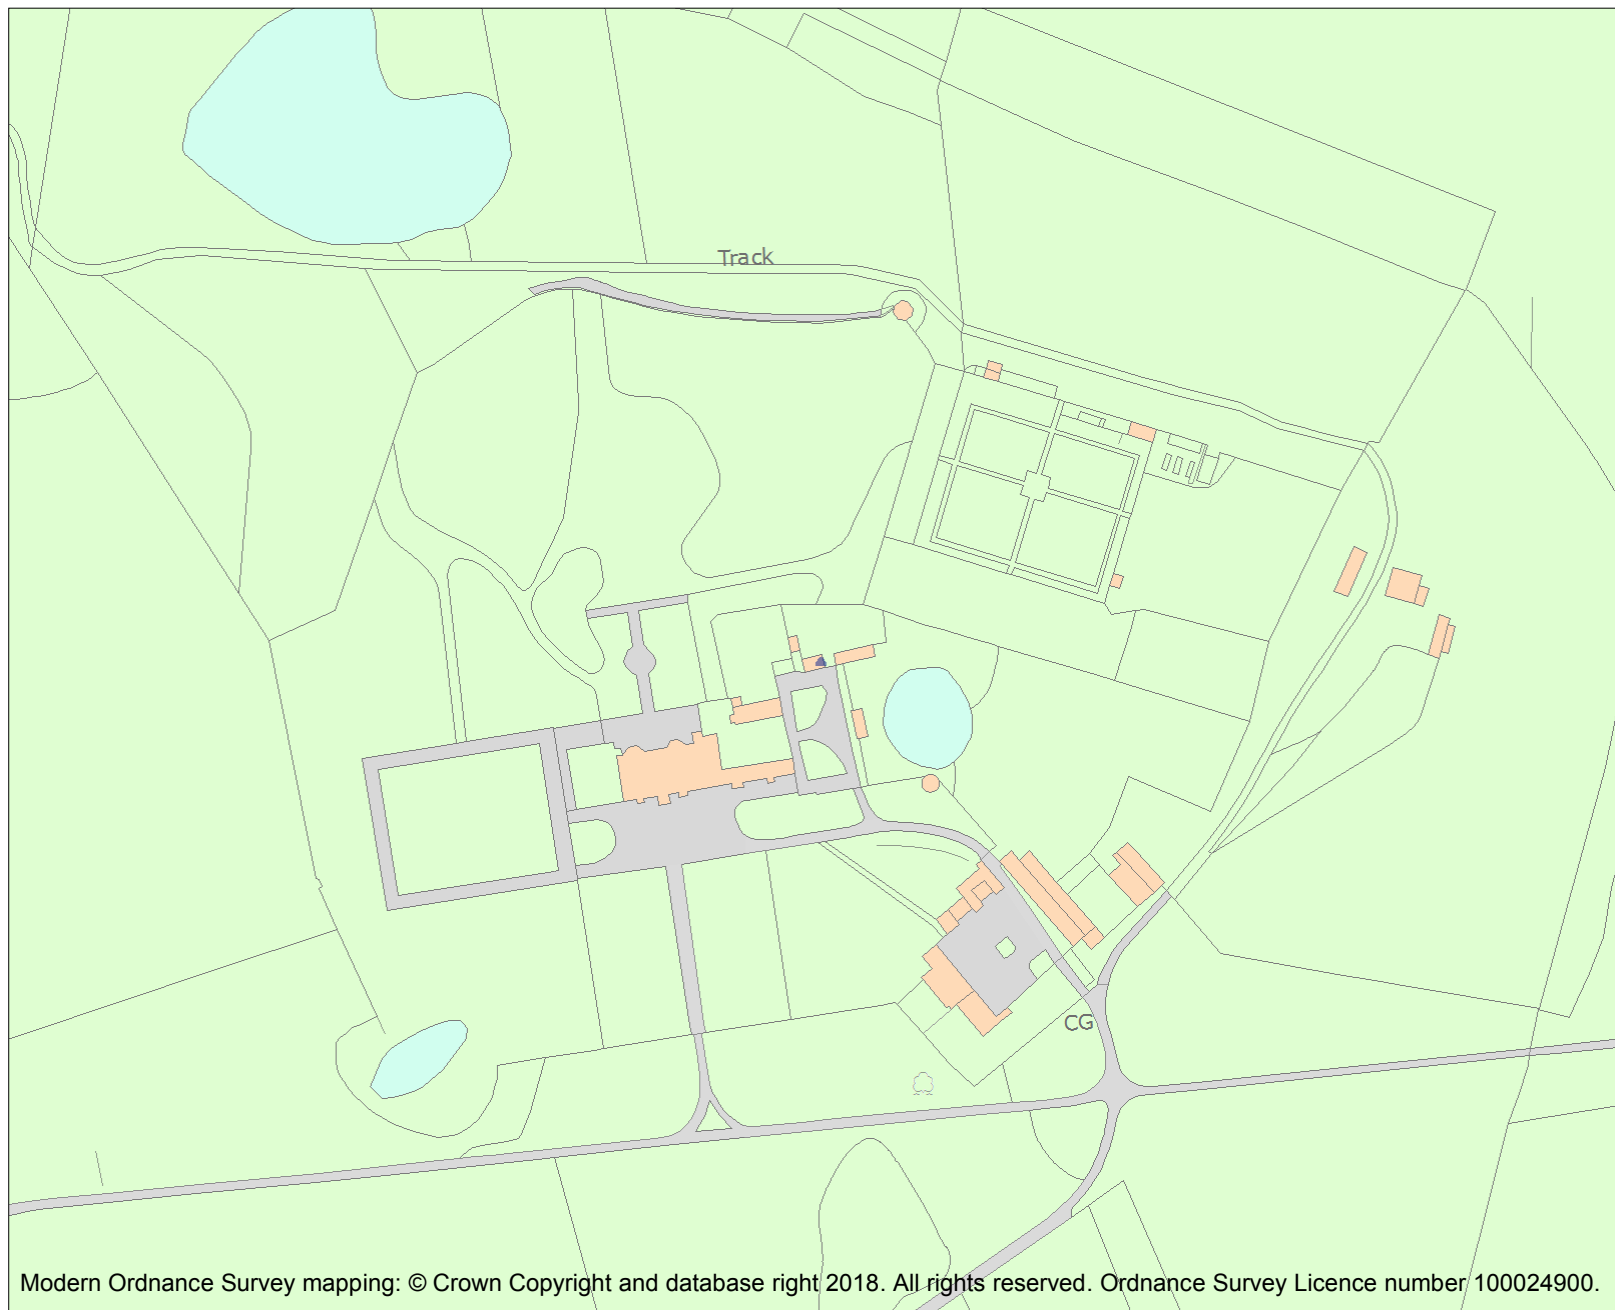 Track
CG
Modern Ordnance Survey mapping: © Crown Copyright and database right 2018. All rights reserved. Ordnance Survey Licence number 100024900.